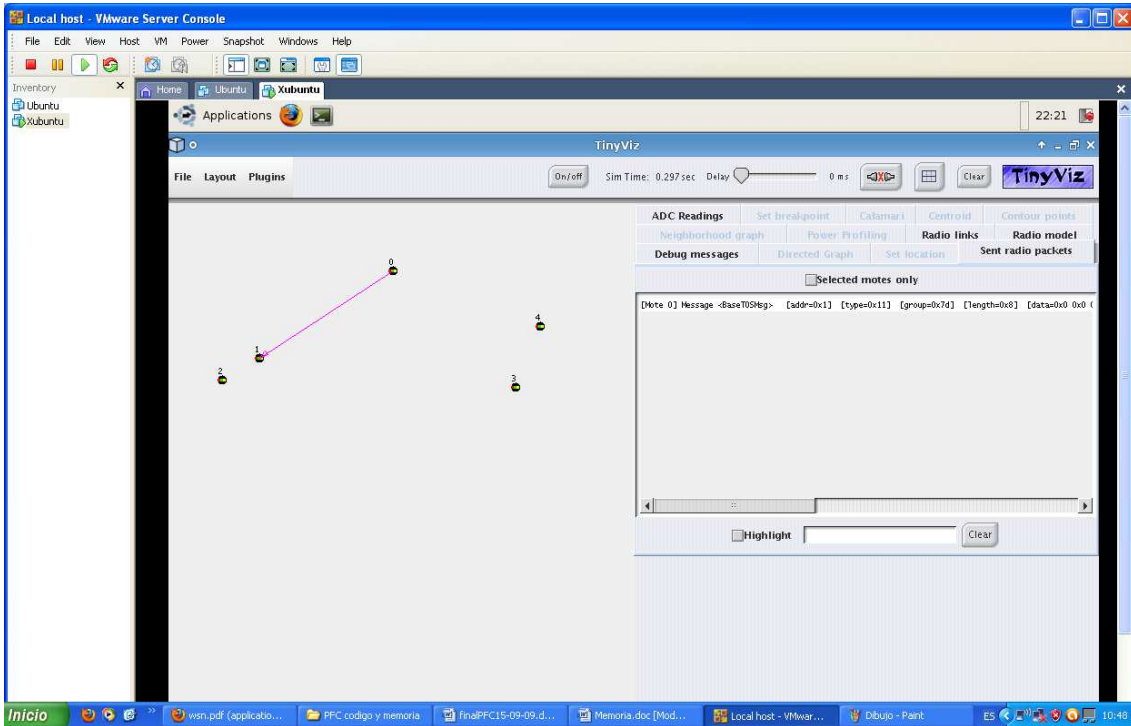 Local host - VMware Server Console
File Edit View Host VM Power Snapshot Windows Help
Inventory
Home Ubuntu Xubuntu
Ubuntu
Xubuntu
Applications 22:21
TinyViz
File Layout Plugins On/off Sim Time: 0.297 sec Delay 0 ms Clear TinyViz
ADC Readings Set breakpoint Calamari Centroid Contour points
Neighborhood graph Power Profiling Radio links Radio model
Debug messages Directed Graph Set location Sent radio packets
Selected motes only
[Mote 0] Message <BaseTOSMsg> [addr=0x1] [type=0x11] [group=0x7d] [length=0x8] [data=0x0 0x0 (
0
4
1
2
3
Highlight Clear
Inicio wsn.pdf (applicatio... PFC codigo y memoria finalPFC15-09-09.d... Memoria.doc [Mod... Local host - VMwar... Dibujo - Paint ES 10:48